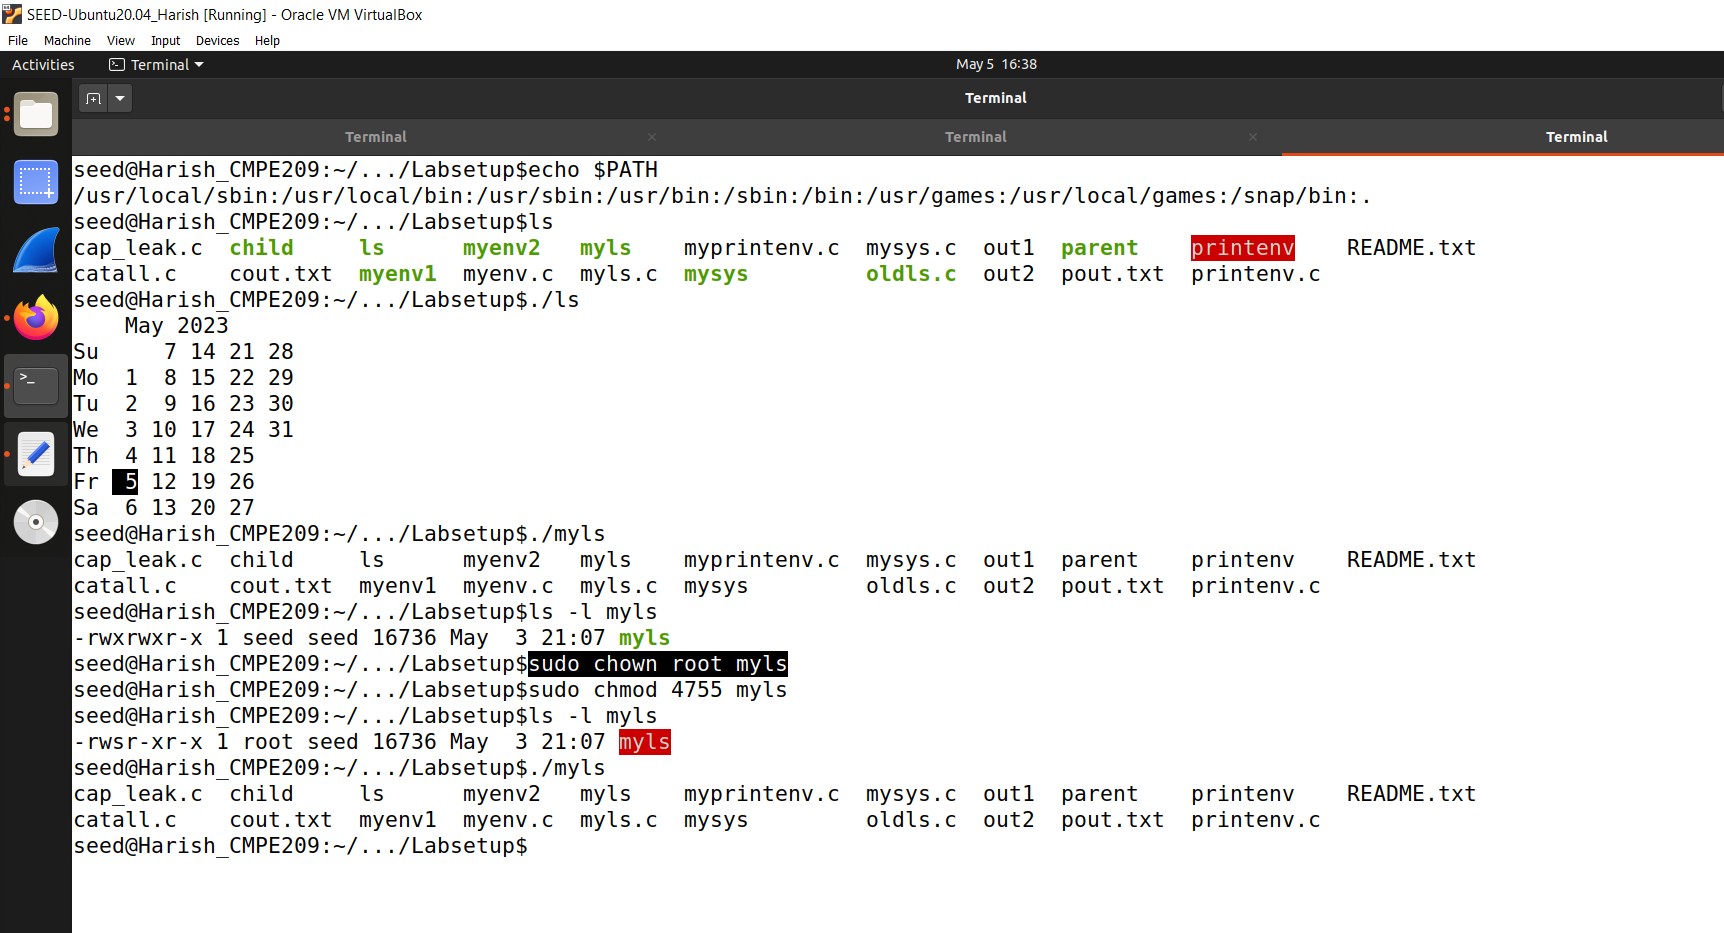 SEED-Ubuntu20.04_Harish [Running] - Oracle VM VirtualBox
File Machine View Input Devices Help
Activities Terminal May 5 16:38
Terminal
Terminal × Terminal × Terminal
seed@Harish_CMPE209:~/.../Labsetup$echo $PATH
/usr/local/sbin:/usr/local/bin:/usr/sbin:/usr/bin:/sbin:/bin:/usr/games:/usr/local/games:/snap/bin:.
seed@Harish_CMPE209:~/.../Labsetup$ls
cap_leak.c  child     ls      myenv2   myls    myprintenv.c  mysys.c  out1  parent    printenv    README.txt
catall.c    cout.txt  myenv1  myenv.c  myls.c  mysys         oldls.c  out2  pout.txt  printenv.c
seed@Harish_CMPE209:~/.../Labsetup$./ls
    May 2023
Su     7 14 21 28
Mo  1  8 15 22 29
Tu  2  9 16 23 30
We  3 10 17 24 31
Th  4 11 18 25
Fr  5 12 19 26
Sa  6 13 20 27
seed@Harish_CMPE209:~/.../Labsetup$./myls
cap_leak.c  child     ls      myenv2   myls    myprintenv.c  mysys.c  out1  parent    printenv    README.txt
catall.c    cout.txt  myenv1  myenv.c  myls.c  mysys         oldls.c  out2  pout.txt  printenv.c
seed@Harish_CMPE209:~/.../Labsetup$ls -l myls
-rwxrwxr-x 1 seed seed 16736 May  3 21:07 myls
seed@Harish_CMPE209:~/.../Labsetup$sudo chown root myls
seed@Harish_CMPE209:~/.../Labsetup$sudo chmod 4755 myls
seed@Harish_CMPE209:~/.../Labsetup$ls -l myls
-rwsr-xr-x 1 root seed 16736 May  3 21:07 myls
seed@Harish_CMPE209:~/.../Labsetup$./myls
cap_leak.c  child     ls      myenv2   myls    myprintenv.c  mysys.c  out1  parent    printenv    README.txt
catall.c    cout.txt  myenv1  myenv.c  myls.c  mysys         oldls.c  out2  pout.txt  printenv.c
seed@Harish_CMPE209:~/.../Labsetup$